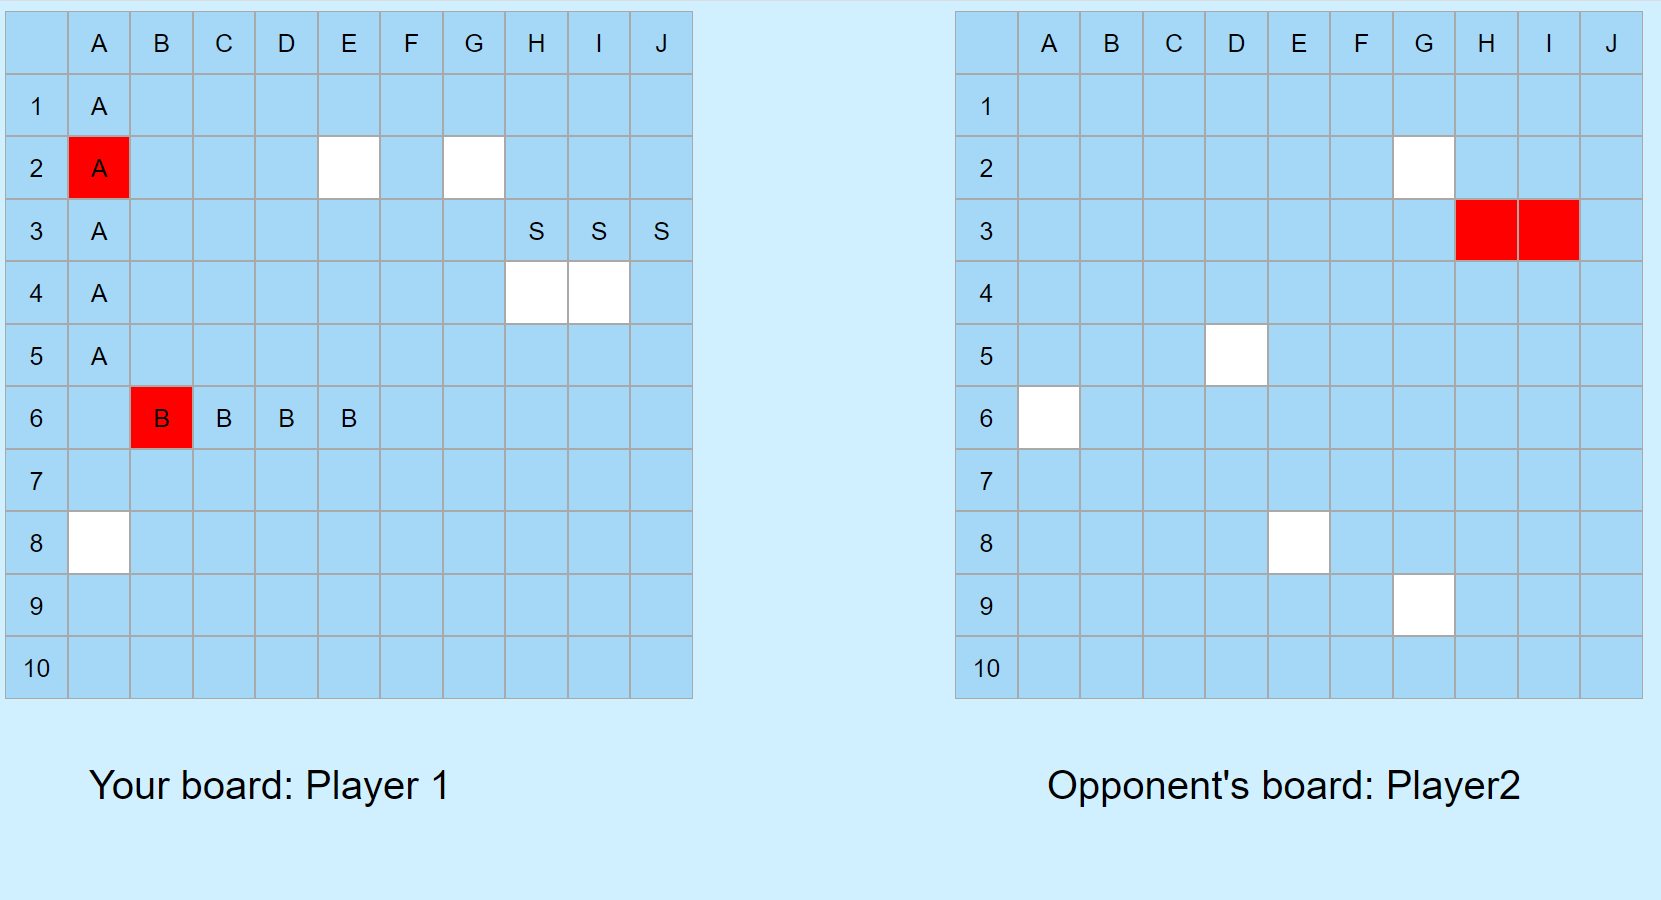 A B C D E F G H I J A B C D E F G H I J
1 A 1
2 A 2
3 A S S S 3
4 A 4
5 A 5
6 B B B B 6
7 7
8 8
9 9
10 10
Your board: Player 1 Opponent's board: Player2